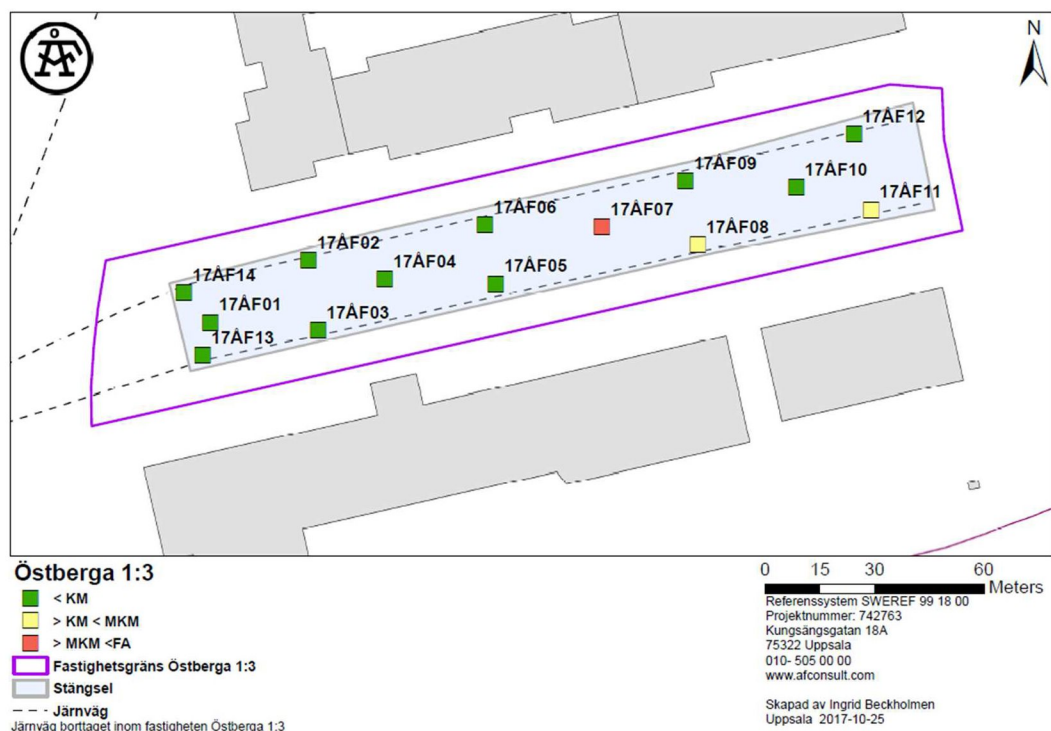 ÅF
N
17ÅF12
17ÅF09
17ÅF10
17ÅF11
17ÅF06
17ÅF07
17ÅF08
17ÅF02
17ÅF04
17ÅF05
17ÅF14
17ÅF01
17ÅF03
17ÅF13
Östberga 1:3
< KM
> KM < MKM
> MKM <FA
Fastighetsgräns Östberga 1:3
Stängsel
Järnväg
Järnväg borttaget inom fastigheten Östberga 1:3
0 15 30 60
Meters
Referenssystem SWEREF 99 18 00
Projektnummer: 742763
Kungsängsgatan 18A
75322 Uppsala
010- 505 00 00
www.afconsult.com
Skapad av Ingrid Beckholmen
Uppsala 2017-10-25